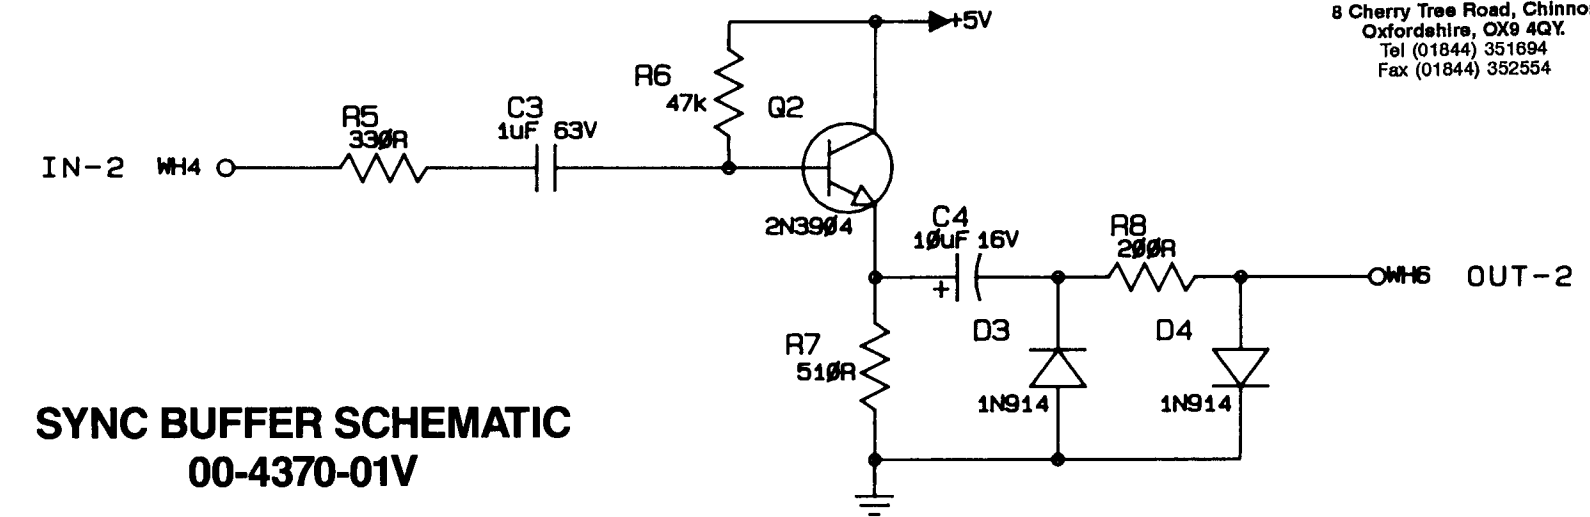 8 Cherry Tree Road, Chinno
Oxfordshire, OX9 4QY.
Tel (01844) 351694
Fax (01844) 352554
+5V
R6
47k
Q2
C3
1uF 63V
R5
330R
IN-2 WH4
2N3904
C4
10uF 16V
+
R8
200R
WH6 OUT-2
D3
D4
R7
510R
1N914
1N914
SYNC BUFFER SCHEMATIC
00-4370-01V